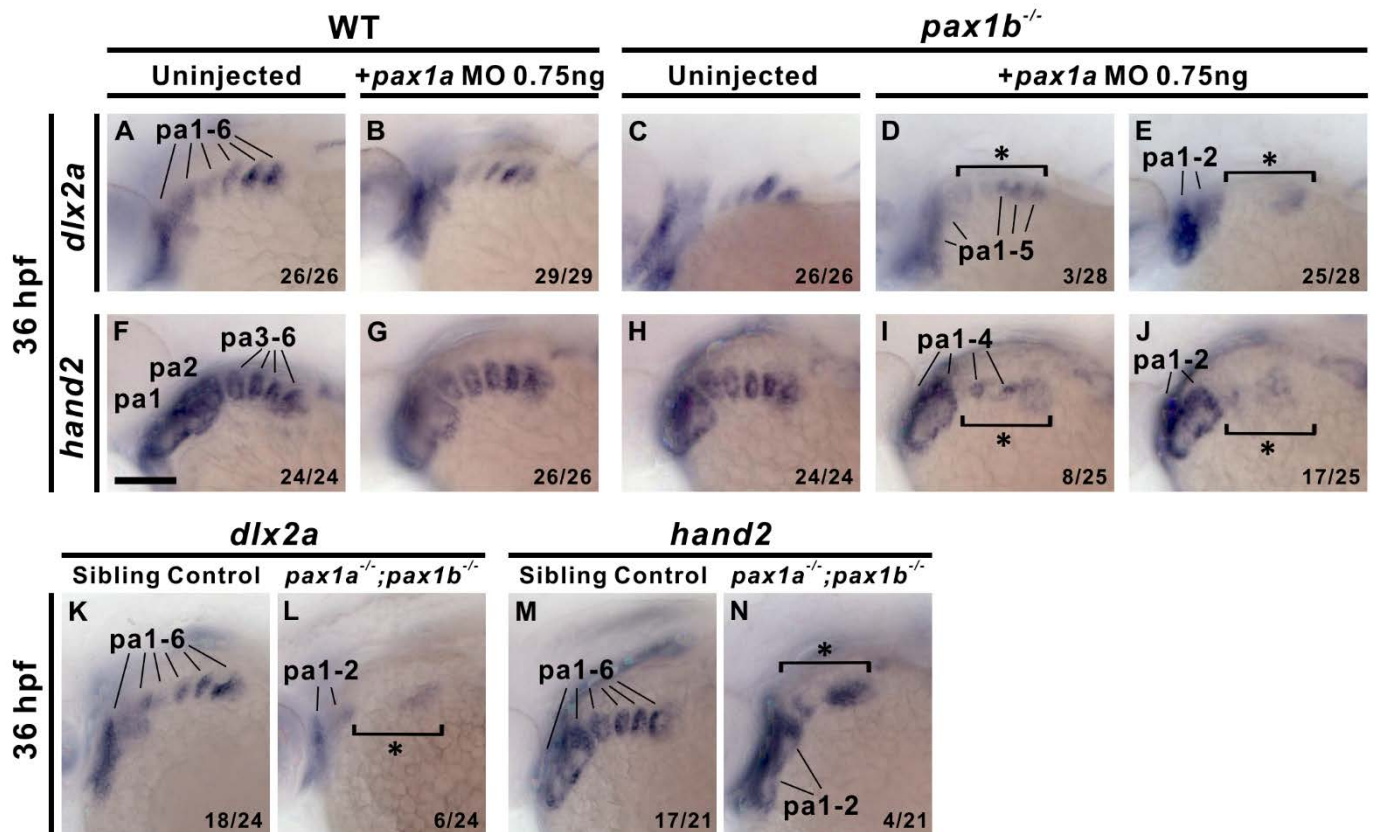 WT
pax1b-/-
Uninjected
+pax1a MO 0.75ng
Uninjected
+pax1a MO 0.75ng
36 hpf
dlx2a
A
pa1-6
26/26
B
29/29
C
26/26
D
*
pa1-5
3/28
E
pa1-2
*
25/28
hand2
F
pa3-6
pa2
pa1
24/24
G
26/26
H
24/24
I
pa1-4
*
8/25
J
pa1-2
*
17/25
dlx2a
hand2
Sibling Control
pax1a-/-;pax1b-/-
Sibling Control
pax1a-/-;pax1b-/-
36 hpf
K
pa1-6
18/24
L
pa1-2
*
6/24
M
pa1-6
17/21
N
*
pa1-2
4/21